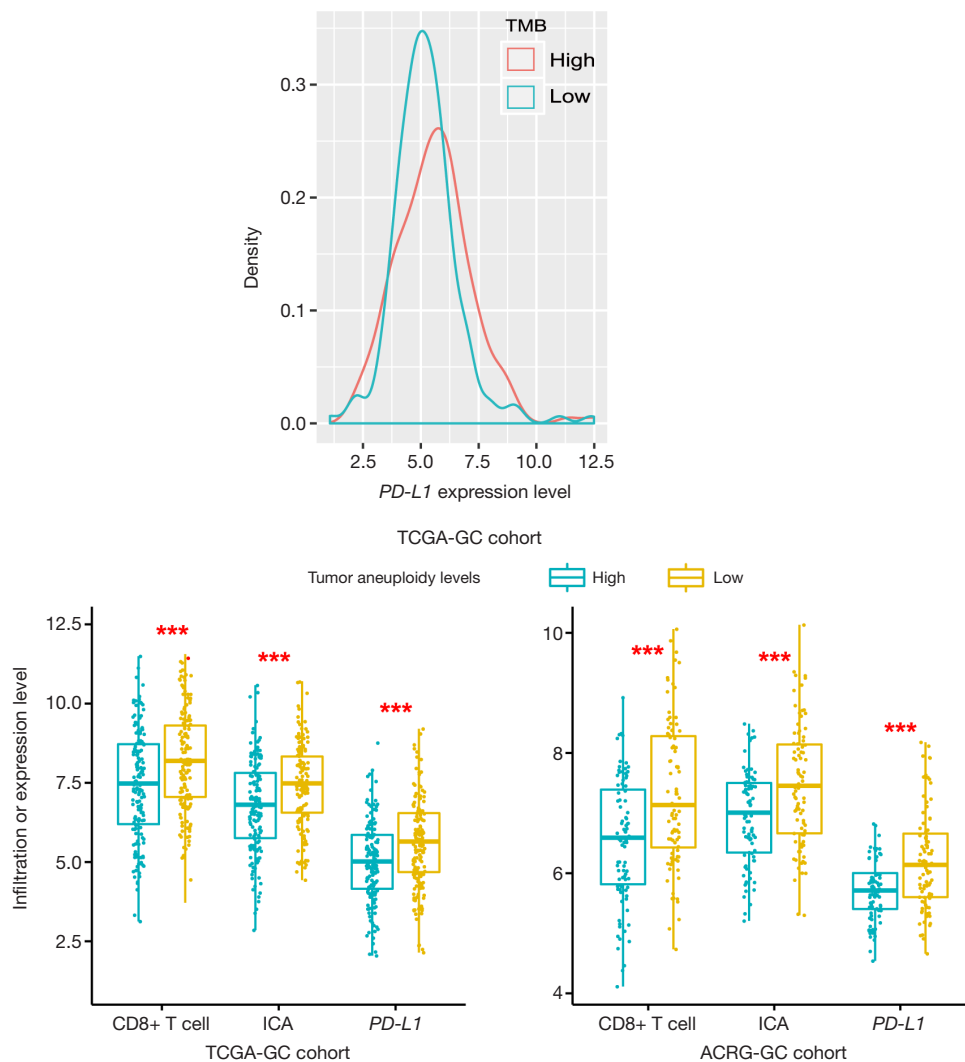 TMB
High
Low
0.3
0.2
0.1
0.0
Density
2.5 5.0 7.5 10.0 12.5
PD-L1 expression level
TCGA-GC cohort
Tumor aneuploidy levels High Low
Infiltration or expression level
12.5
10.0
7.5
5.0
2.5
*** *** ***
CD8+ T cell ICA PD-L1
TCGA-GC cohort
10
8
6
4
*** *** ***
CD8+ T cell ICA PD-L1
ACRG-GC cohort